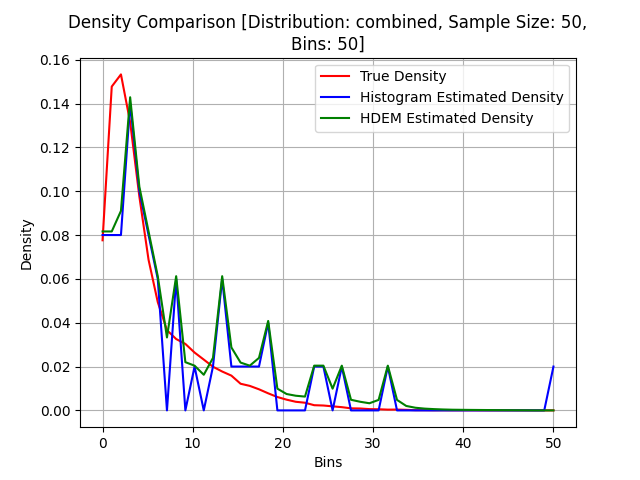 Density Comparison [Distribution: combined, Sample Size: 50,
Bins: 50]
True Density
Histogram Estimated Density
HDEM Estimated Density
Density
0.16
0.14
0.12
0.10
0.08
0.06
0.04
0.02
0.00
0 10 20 30 40 50
Bins